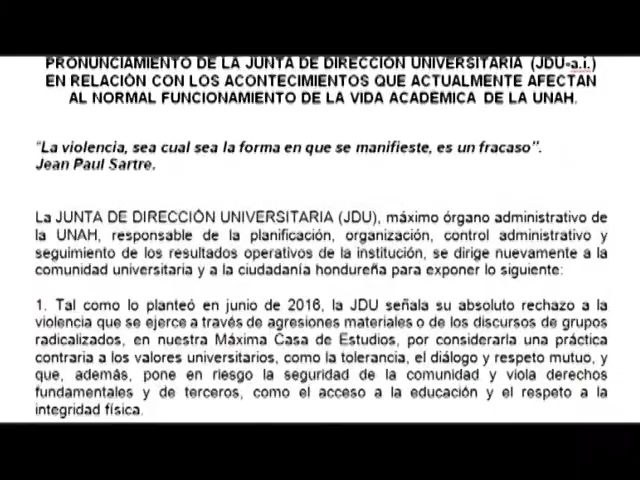 PRONUNCIAMIENTO DE LA JUNTA DE DIRECCIÓN UNIVERSITARIA (JDU-a.i.)
EN RELACIÓN CON LOS ACONTECIMIENTOS QUE ACTUALMENTE AFECTAN
AL NORMAL FUNCIONAMIENTO DE LA VIDA ACADÉMICA DE LA UNAH.
"La violencia, sea cual sea la forma en que se manifieste, es un fracaso".
Jean Paul Sartre.
La JUNTA DE DIRECCIÓN UNIVERSITARIA (JDU), máximo órgano administrativo de
la UNAH, responsable de la planificación, organización, control administrativo y
seguimiento de los resultados operativos de la institución, se dirige nuevamente a la
comunidad universitaria y a la ciudadanía hondureña para exponer lo siguiente:
1. Tal como lo planteó en junio de 2016, la JDU señala su absoluto rechazo a la
violencia que se ejerce a través de agresiones materiales o de los discursos de grupos
radicalizados, en nuestra Máxima Casa de Estudios, por considerarla una práctica
contraria a los valores universitarios, como la tolerancia, el diálogo y respeto mutuo, y
que, además, pone en riesgo la seguridad de la comunidad y viola derechos
fundamentales y de terceros, como el acceso a la educación y el respeto a la
integridad física.